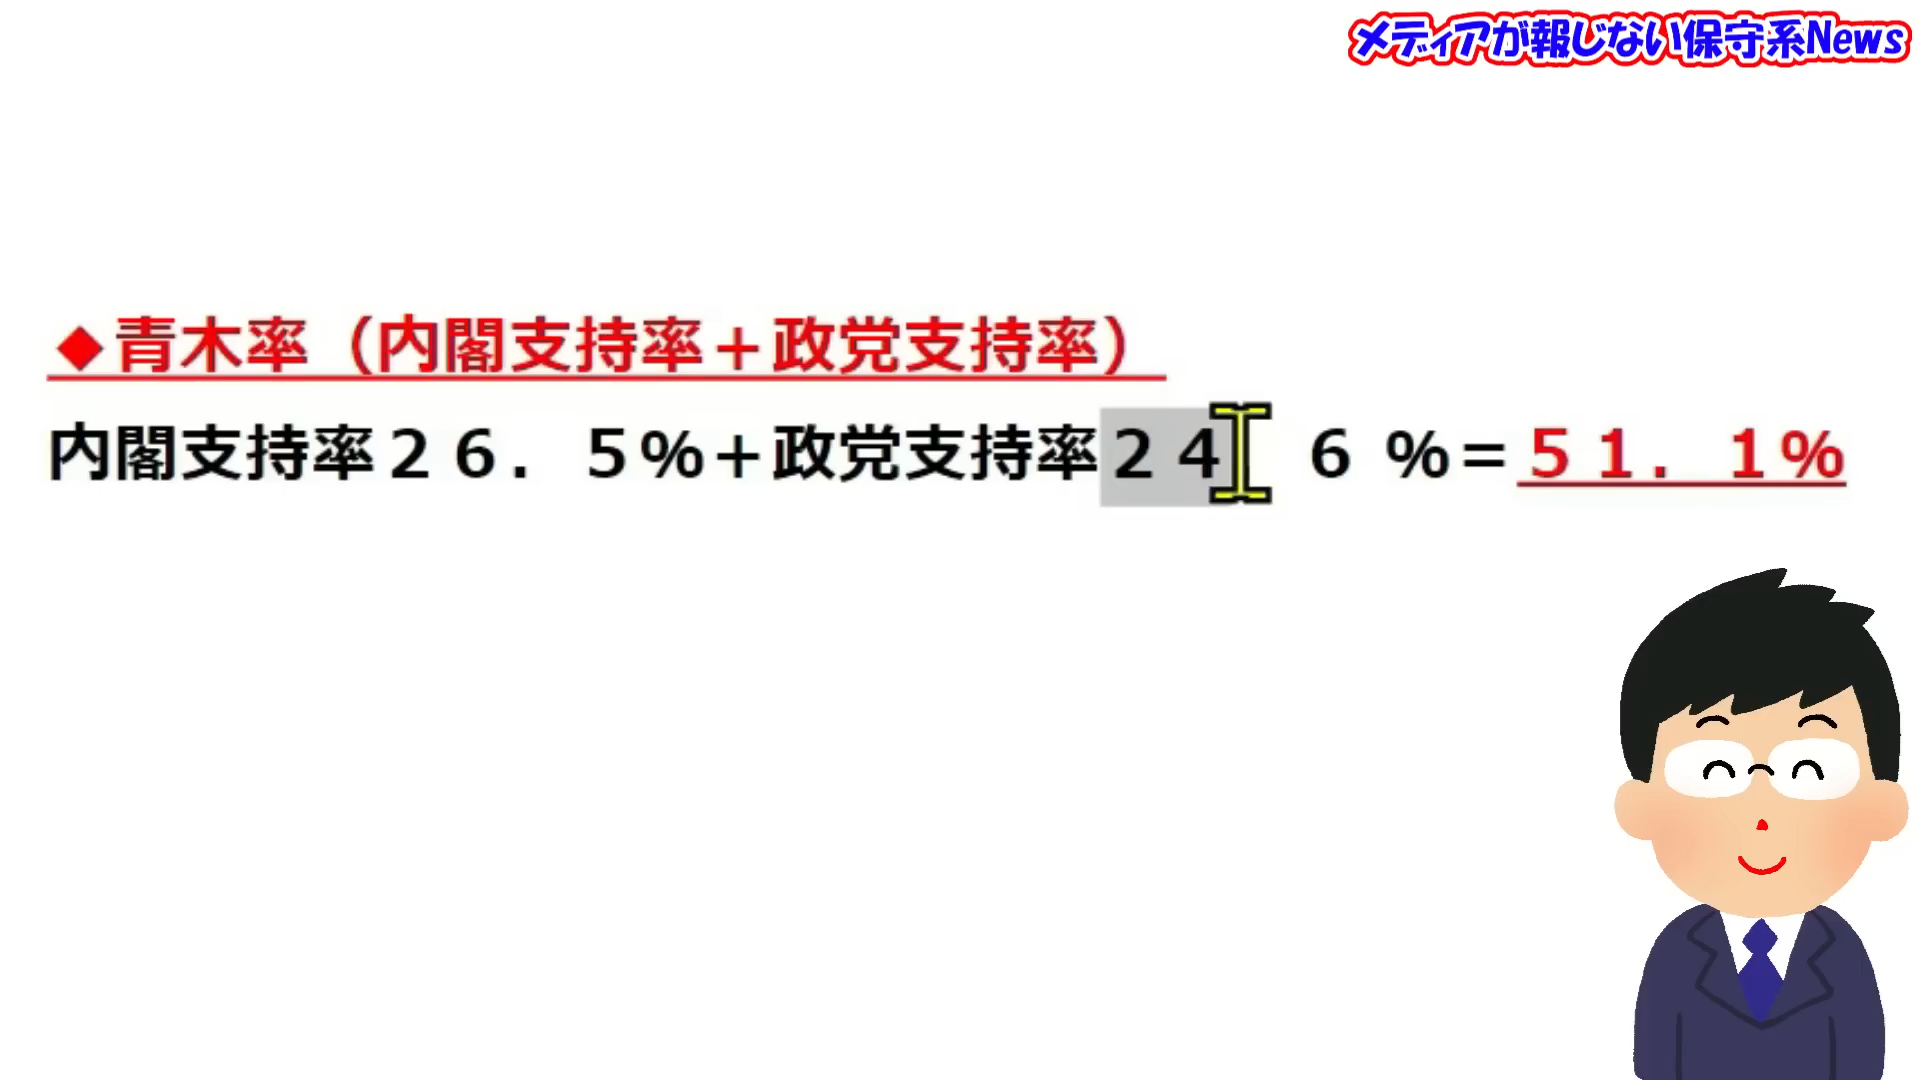 メディアが報じない保守系News
◆青木率（内閣支持率＋政党支持率）
内閣支持率２６．５％＋政党支持率２４ ６％＝５１．１％